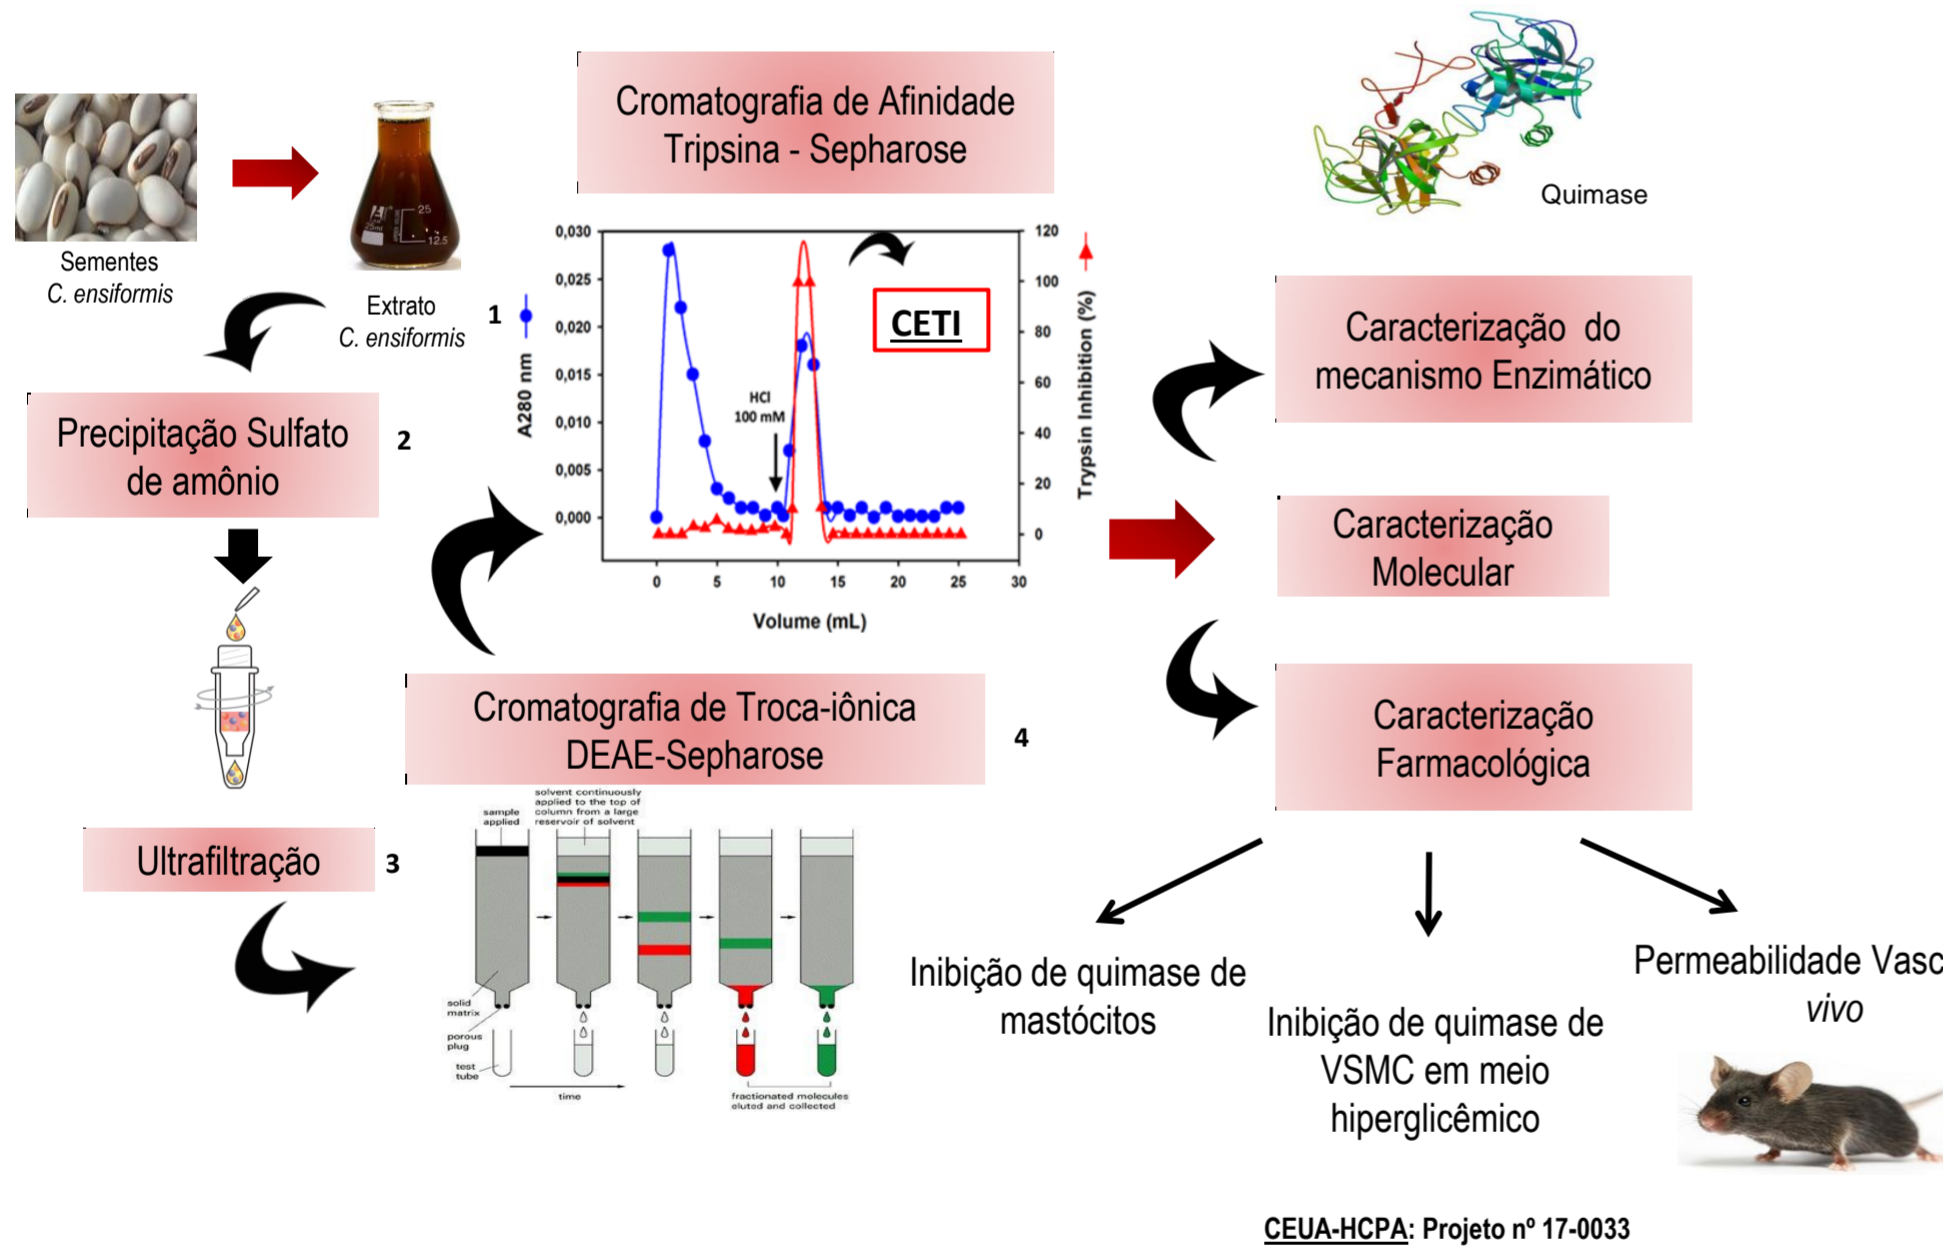 Sementes
C. ensiformis
25
25ml
12.5
Extrato
C. ensiformis
1
Precipitação Sulfato
de amônio
2
Ultrafiltração
3
Cromatografia de Troca-iônica
DEAE-Sepharose
4
sample
applied
solvent continuously
applied to the top of
column from a large
reservoir of solvent
solid
matrix
porous
plug
test
tube
time
fractionated molecules
eluted and collected
Cromatografia de Afinidade
Tripsina - Sepharose
A280 nm
0,030
0,025
0,020
0,015
0,010
0,005
0,000
HCl
100 mM
CETI
120
100
80
60
40
20
0
Trypsin Inhibition (%)
0 5 10 15 20 25 30
Volume (mL)
Quimase
Caracterização do
mecanismo Enzimático
Caracterização
Molecular
Caracterização
Farmacológica
Inibição de quimase de
mastócitos
Inibição de quimase de
VSMC em meio
hiperglicêmico
Permeabilidade Vasc
vivo
CEUA-HCPA: Projeto nº 17-0033